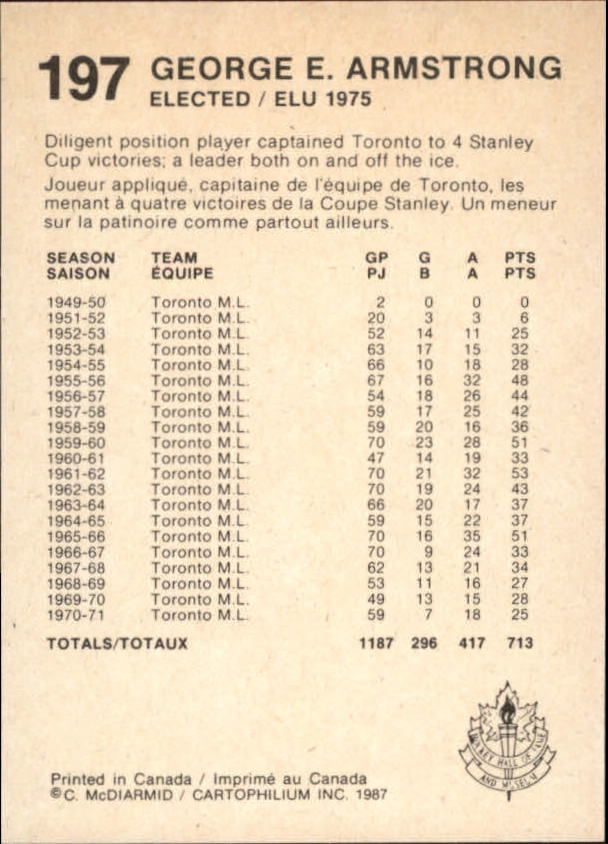 197 GEORGE E. ARMSTRONG
ELECTED / ELU 1975
Diligent position player captained Toronto to 4 Stanley
Cup victories; a leader both on and off the ice.
Joueur appliqué, capitaine de l'équipe de Toronto, les
menant à quatre victoires de la Coupe Stanley. Un meneur
sur la patinoire comme partout ailleurs.
SEASON TEAM GP G A PTS
SAISON ÉQUIPE PJ B A PTS
1949-50 Toronto M.L. 2 0 0 0
1951-52 Toronto M.L. 20 3 3 6
1952-53 Toronto M.L. 52 14 11 25
1953-54 Toronto M.L. 63 17 15 32
1954-55 Toronto M.L. 66 10 18 28
1955-56 Toronto M.L. 67 16 32 48
1956-57 Toronto M.L. 54 18 26 44
1957-58 Toronto M.L. 59 17 25 42
1958-59 Toronto M.L. 59 20 16 36
1959-60 Toronto M.L. 70 23 28 51
1960-61 Toronto M.L. 47 14 19 33
1961-62 Toronto M.L. 70 21 32 53
1962-63 Toronto M.L. 70 19 24 43
1963-64 Toronto M.L. 66 20 17 37
1964-65 Toronto M.L. 59 15 22 37
1965-66 Toronto M.L. 70 16 35 51
1966-67 Toronto M.L. 70 9 24 33
1967-68 Toronto M.L. 62 13 21 34
1968-69 Toronto M.L. 53 11 16 27
1969-70 Toronto M.L. 49 13 15 28
1970-71 Toronto M.L. 59 7 18 25
TOTALS/TOTAUX 1187 296 417 713
HOCKEY HALL OF FAME
AND MUSEUM
Printed in Canada / Imprimé au Canada
©C. McDIARMID / CARTOPHILIUM INC. 1987